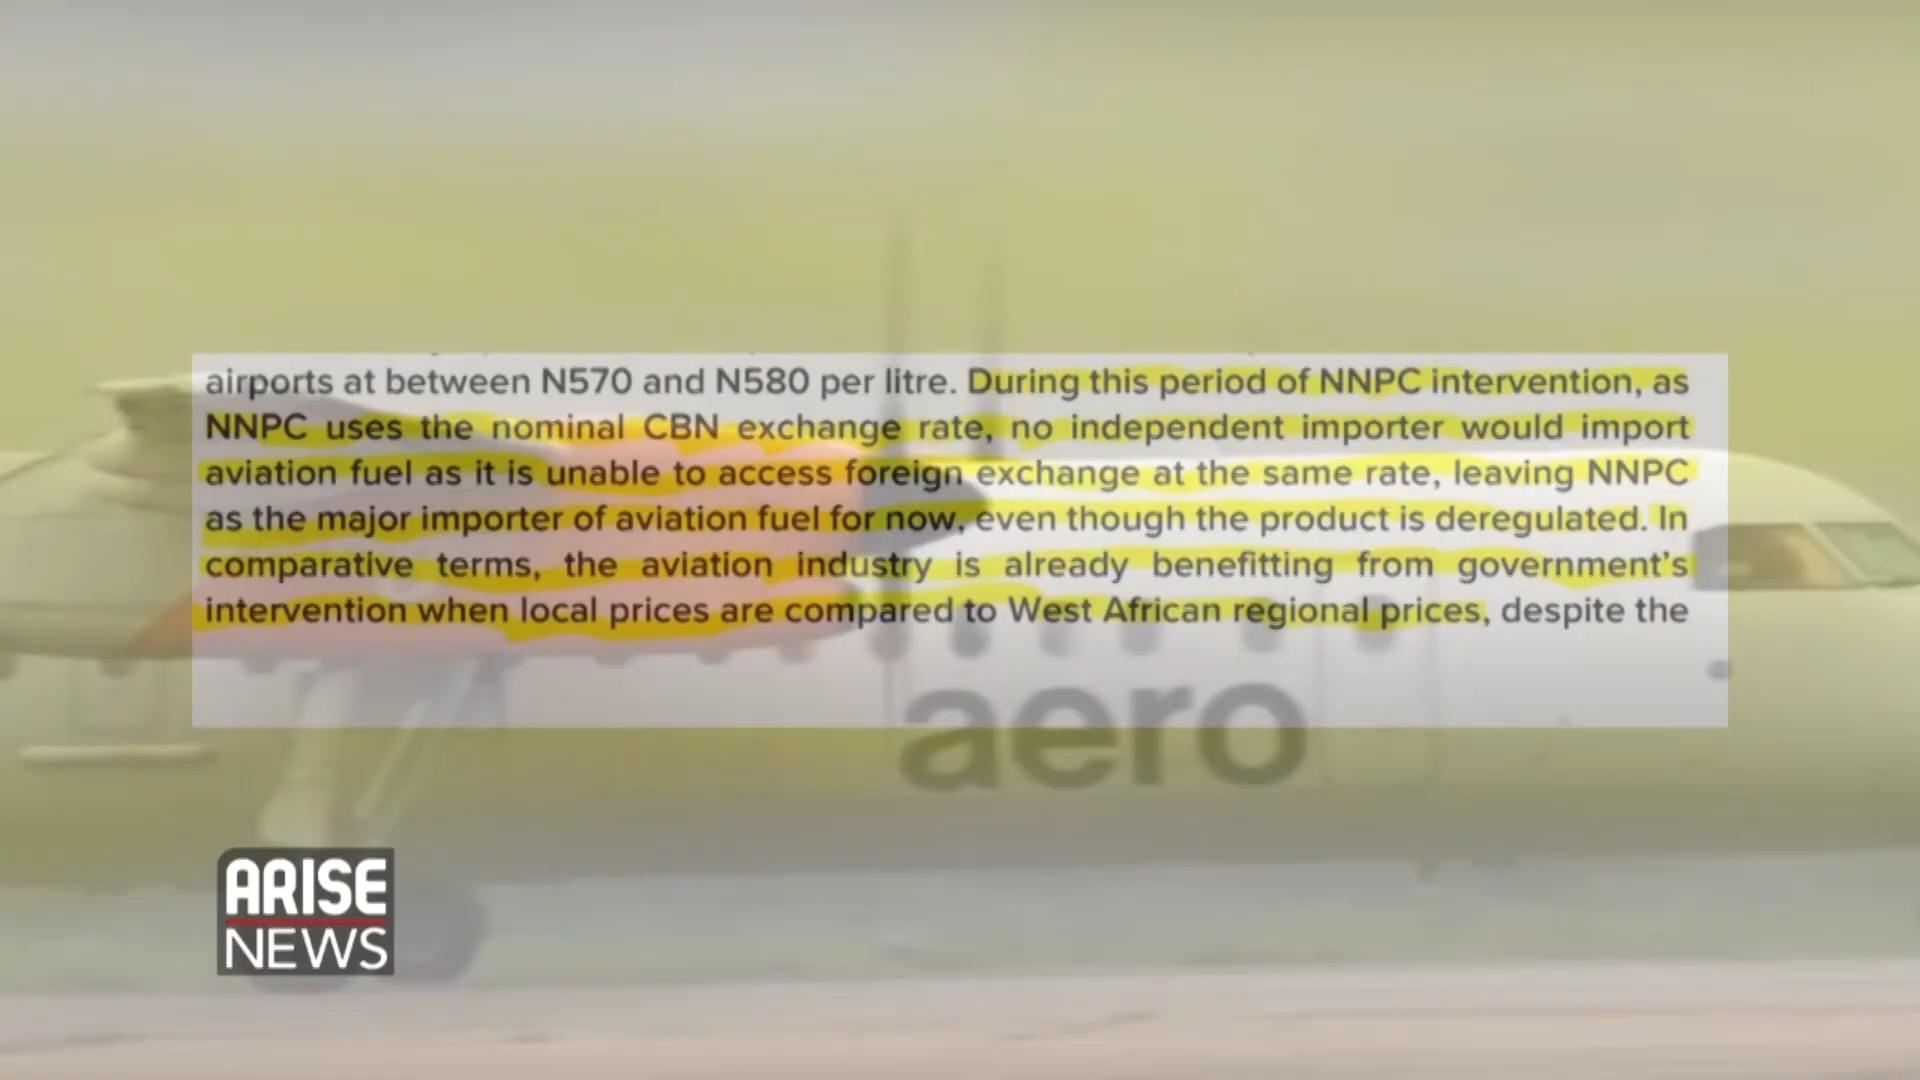 airports at between N570 and N580 per litre. During this period of NNPC intervention, as
NNPC uses the nominal CBN exchange rate, no independent importer would import
aviation fuel as it is unable to access foreign exchange at the same rate, leaving NNPC
as the major importer of aviation fuel for now, even though the product is deregulated. In
comparative terms, the aviation industry is already benefitting from government's
intervention when local prices are compared to West African regional prices, despite the
aero
ARISE
NEWS